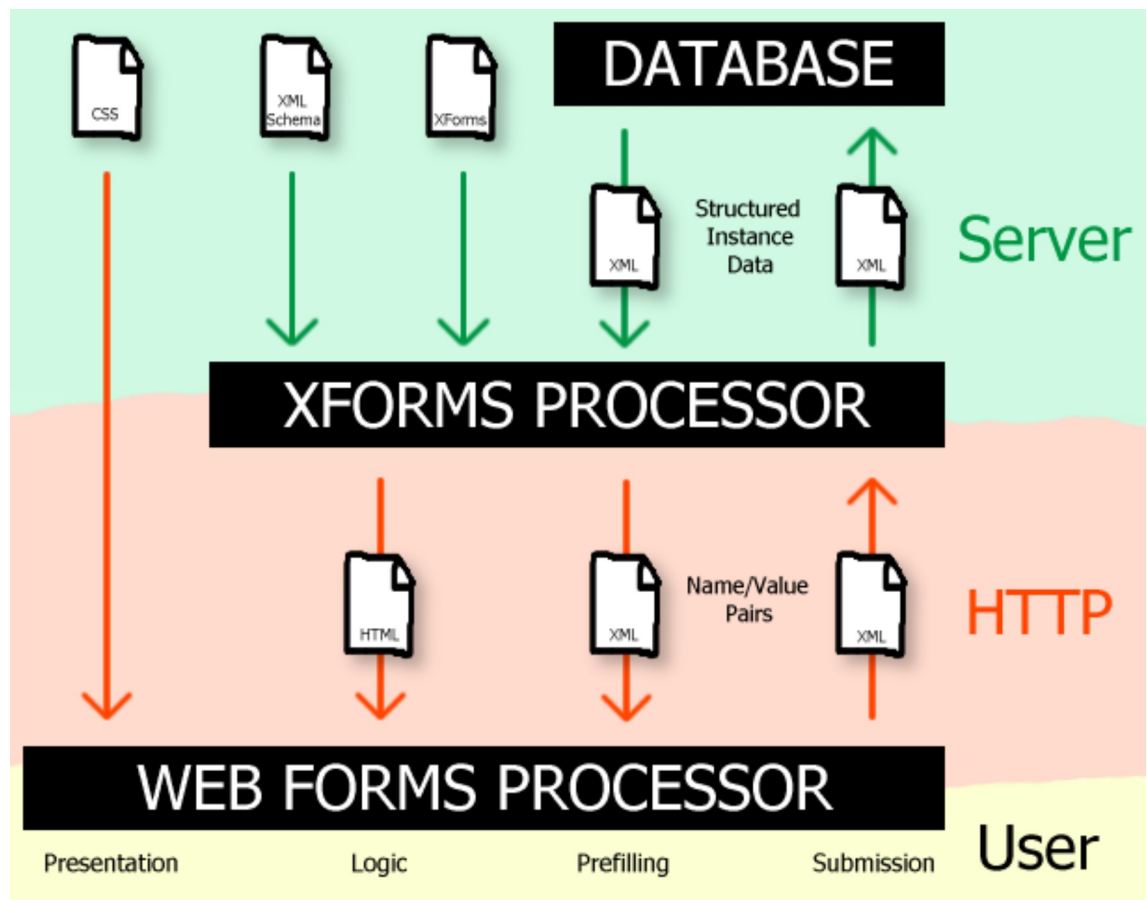 DATABASE
CSS
XML
Schema
XForms
Structured
Instance
Data
XML
XML
Server
XFORMS PROCESSOR
HTML
XML
Name/Value
Pairs
XML
HTTP
WEB FORMS PROCESSOR
Presentation
Logic
Prefilling
Submission
User